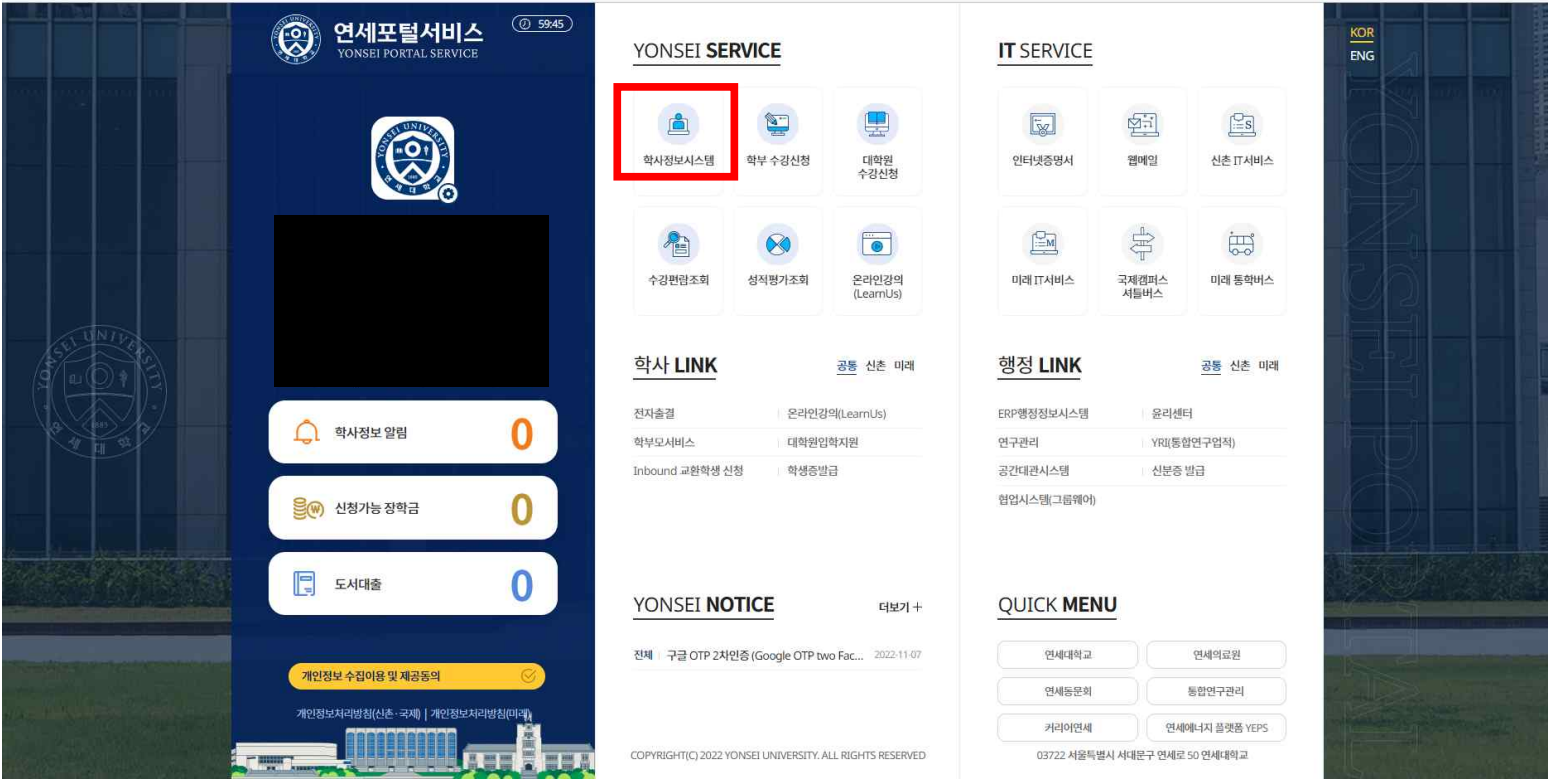 연세포털서비스
YONSEI PORTAL SERVICE
59:45
YONSEI UNIVERSITY
연세대학교
학사정보 알림
0
신청가능 장학금
0
도서대출
0
개인정보 수집이용 및 제공동의
개인정보처리방침(신촌·국제) | 개인정보처리방침(미래)
YONSEI SERVICE
학사정보시스템
학부 수강신청
대학원
수강신청
수강편람조회
성적평가조회
온라인강의
(LearnUs)
학사 LINK
공통 신촌 미래
전자출결
온라인강의(LearnUs)
학부모서비스
대학원입학지원
Inbound 교환학생 신청
학생증발급
YONSEI NOTICE
더보기 +
전체 구글 OTP 2차인증 (Google OTP two Fac... 2022-11-07
COPYRIGHT(C) 2022 YONSEI UNIVERSITY. ALL RIGHTS RESERVED
IT SERVICE
인터넷증명서
웹메일
신촌 IT서비스
미래 IT서비스
국제캠퍼스
셔틀버스
미래 통학버스
행정 LINK
공통 신촌 미래
ERP행정정보시스템
윤리센터
연구관리
YRI(통합연구업적)
공간대관시스템
신분증 발급
협업시스템(그룹웨어)
QUICK MENU
연세대학교
연세의료원
연세동문회
통합연구관리
커리어연세
연세에너지 플랫폼 YEPS
03722 서울특별시 서대문구 연세로 50 연세대학교
KOR
ENG
YONSEI PORTAL
YONSEI UNIVERSITY
1885
연세대학교